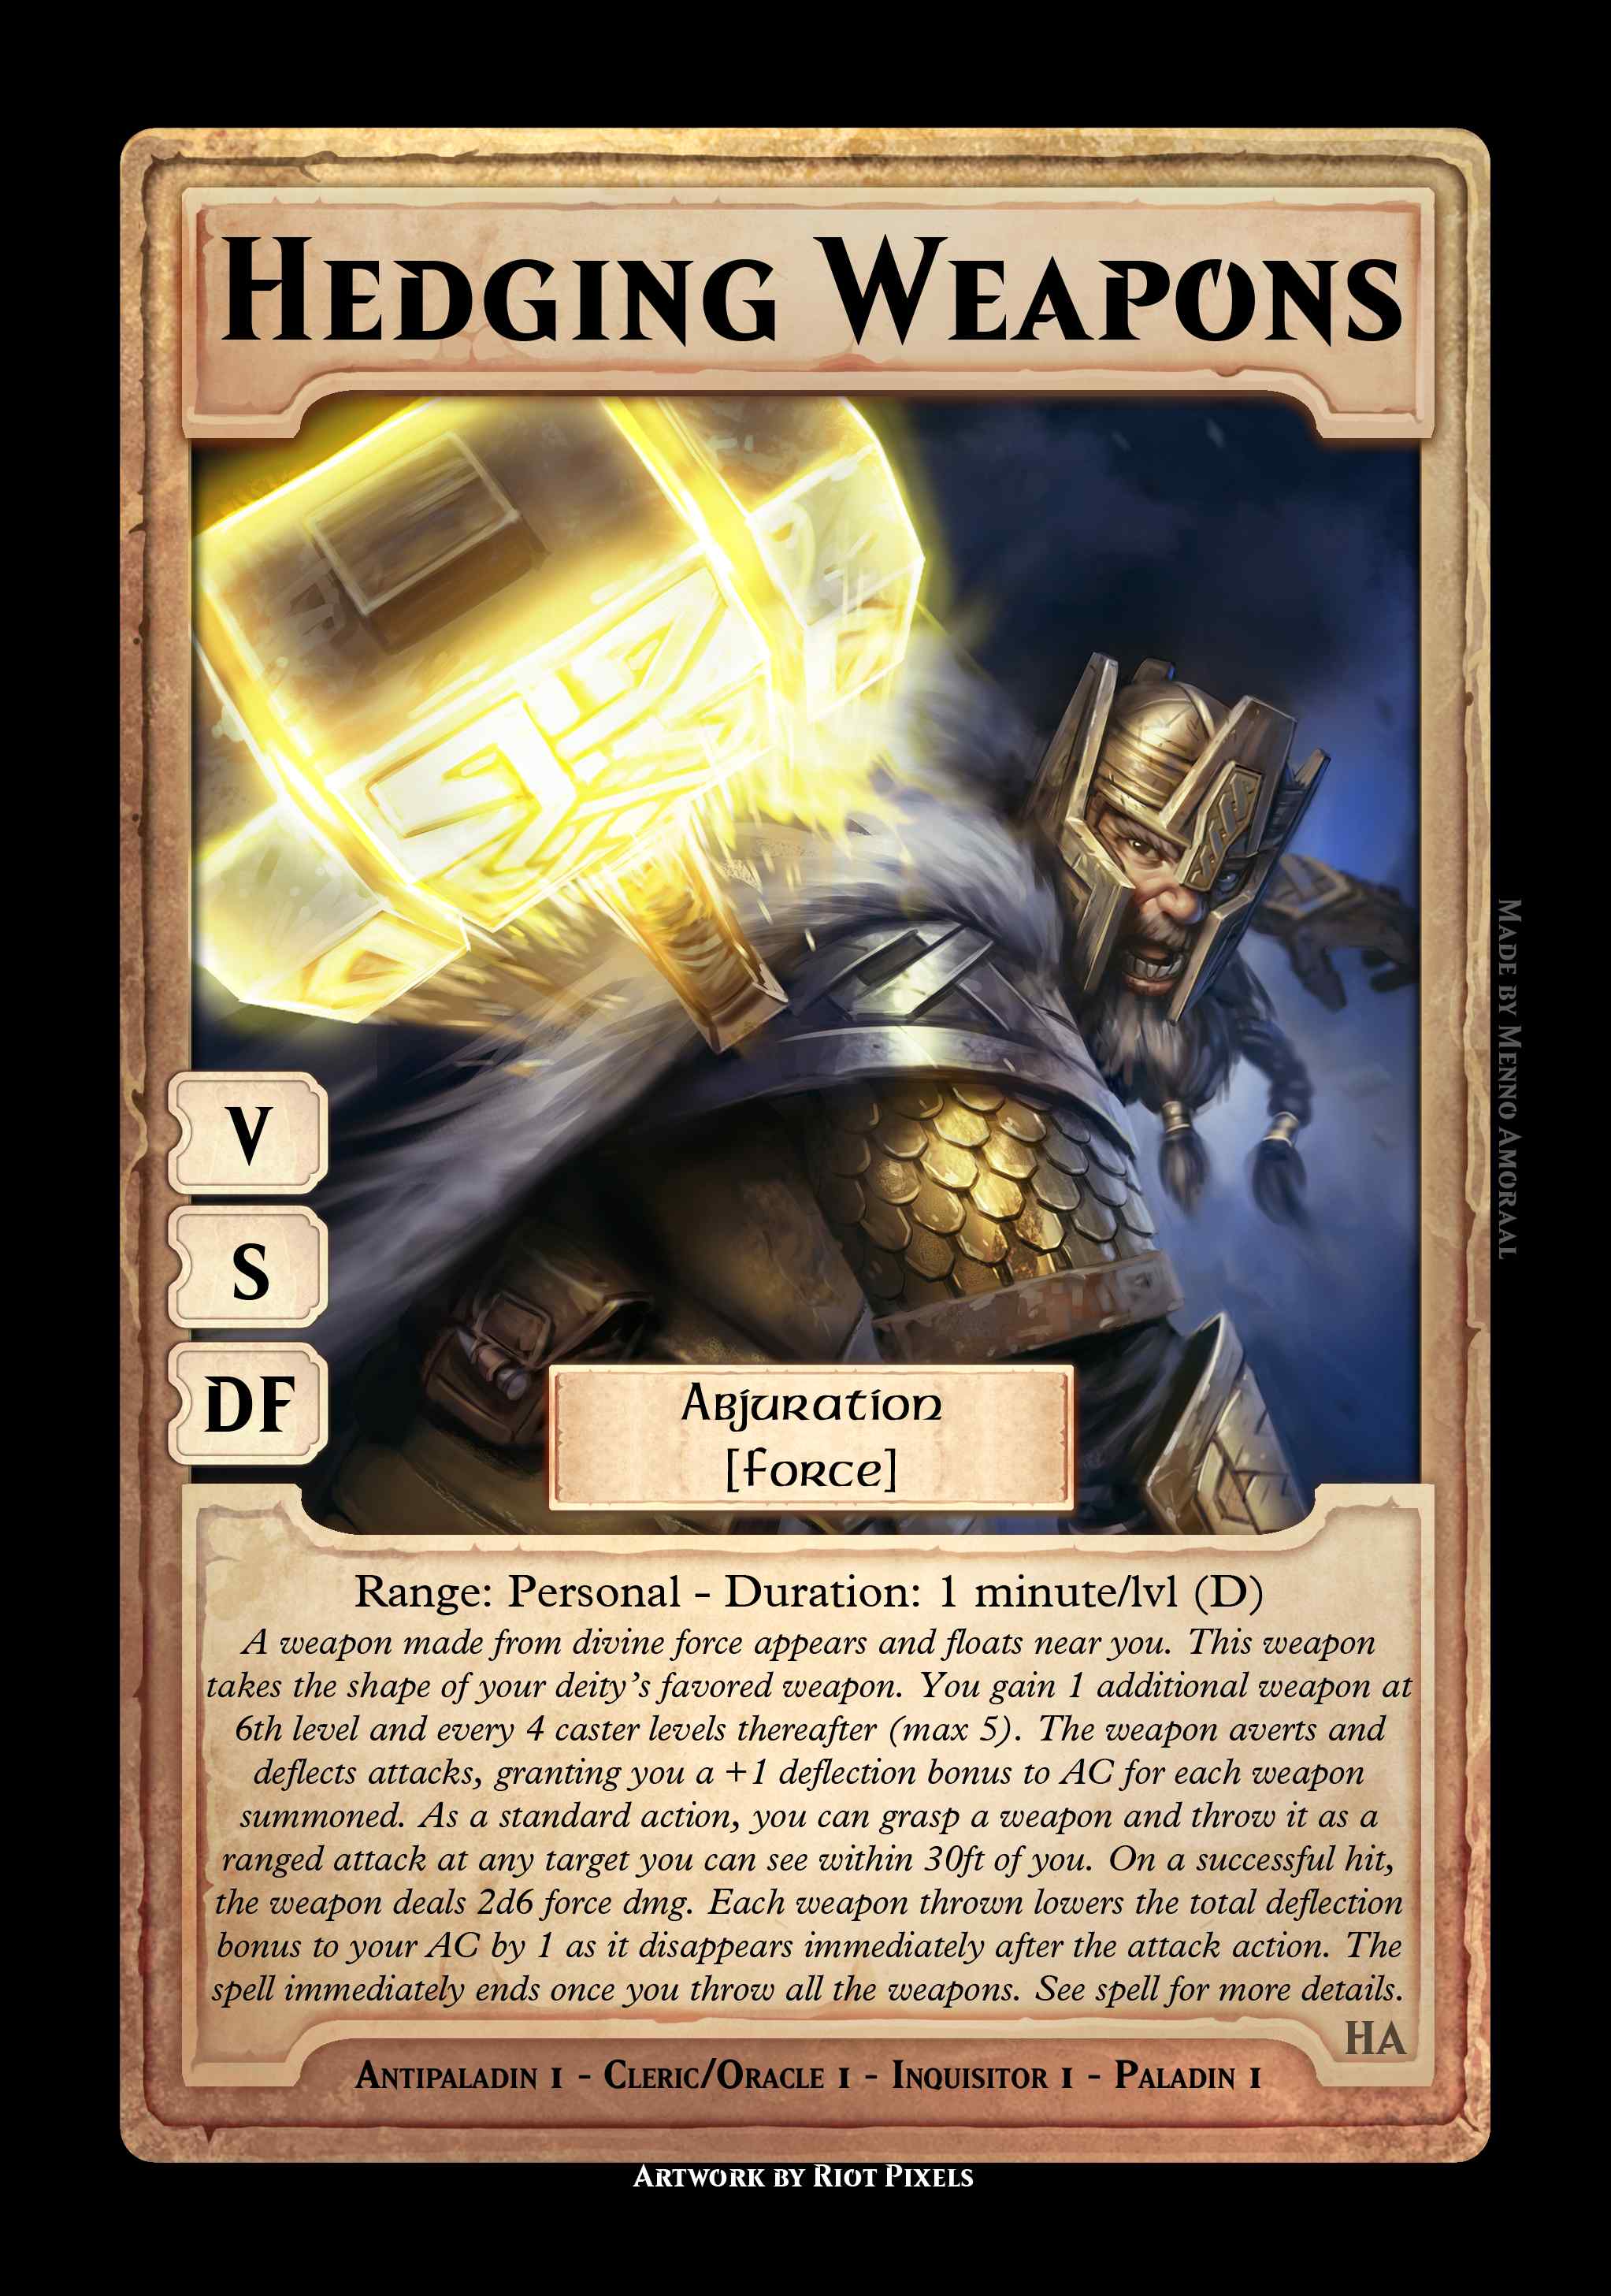 Hedging Weapons
V
S
DF
Abjuration
[Force]
Range: Personal - Duration: 1 minute/lvl (D)
A weapon made from divine force appears and floats near you. This weapon
takes the shape of your deity's favored weapon. You gain 1 additional weapon at
6th level and every 4 caster levels thereafter (max 5). The weapon averts and
deflects attacks, granting you a +1 deflection bonus to AC for each weapon
summoned. As a standard action, you can grasp a weapon and throw it as a
ranged attack at any target you can see within 30ft of you. On a successful hit,
the weapon deals 2d6 force dmg. Each weapon thrown lowers the total deflection
bonus to your AC by 1 as it disappears immediately after the attack action. The
spell immediately ends once you throw all the weapons. See spell for more details.
HA
Antipaladin 1 - Cleric/Oracle 1 - Inquisitor 1 - Paladin 1
Artwork by Riot Pixels
Made by Menno Amoraal